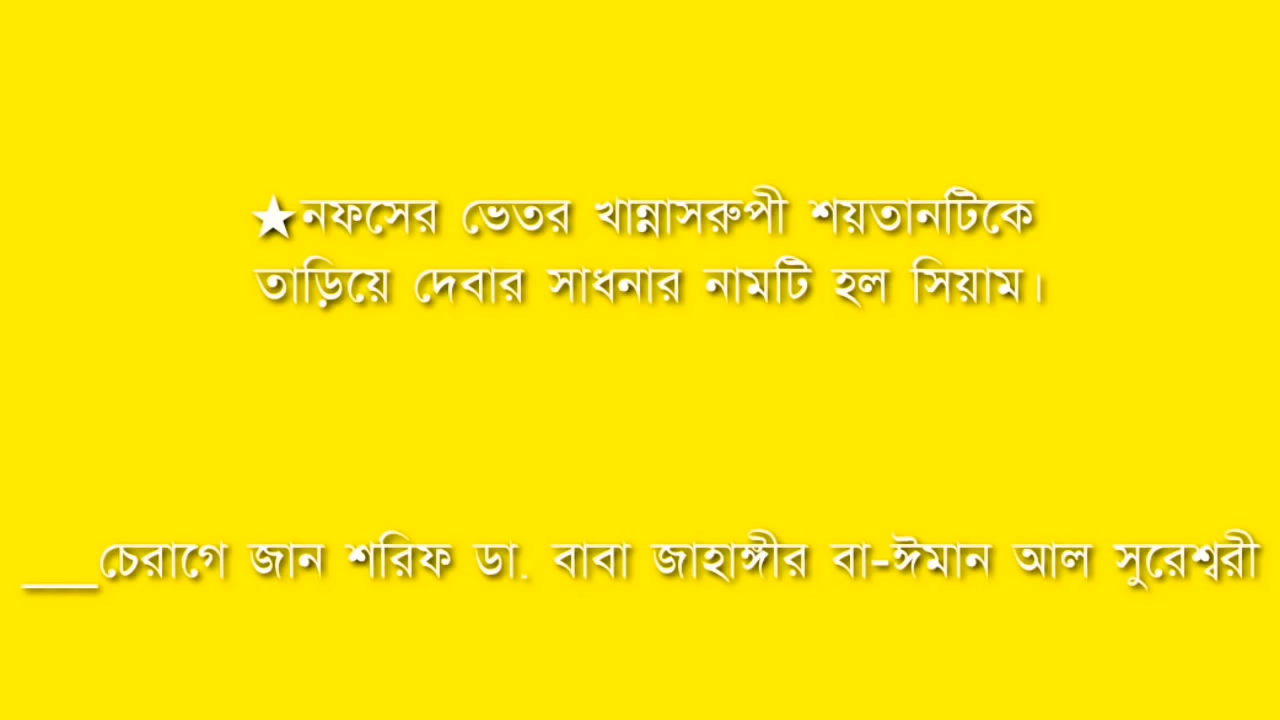 ★নফসের ভেতর খান্নাসরুপী শয়তানটিকে
তাড়িয়ে দেবার সাধনার নামটি হল সিয়াম।
___চেরাগে জান শরিফ ডা. বাবা জাহাঙ্গীর বা-ঈমান আল সুরেশ্বরী